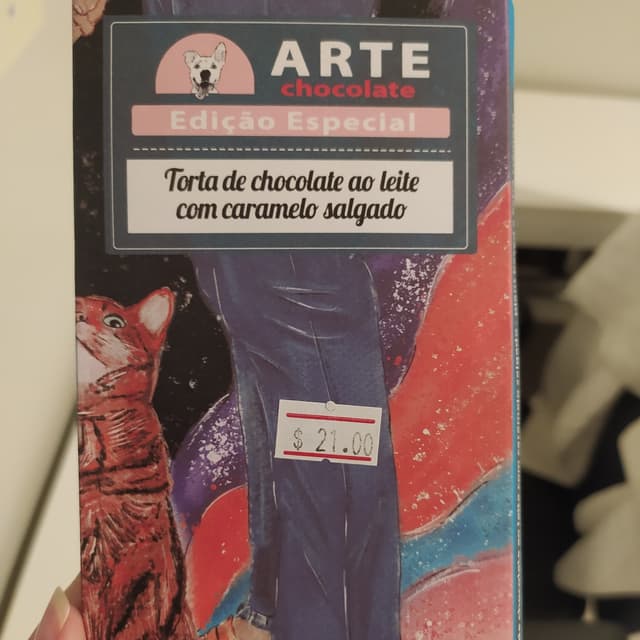 ARTE
chocolate
Edição Especial
Torta de chocolate ao leite
com caramelo salgado
$ 21.00